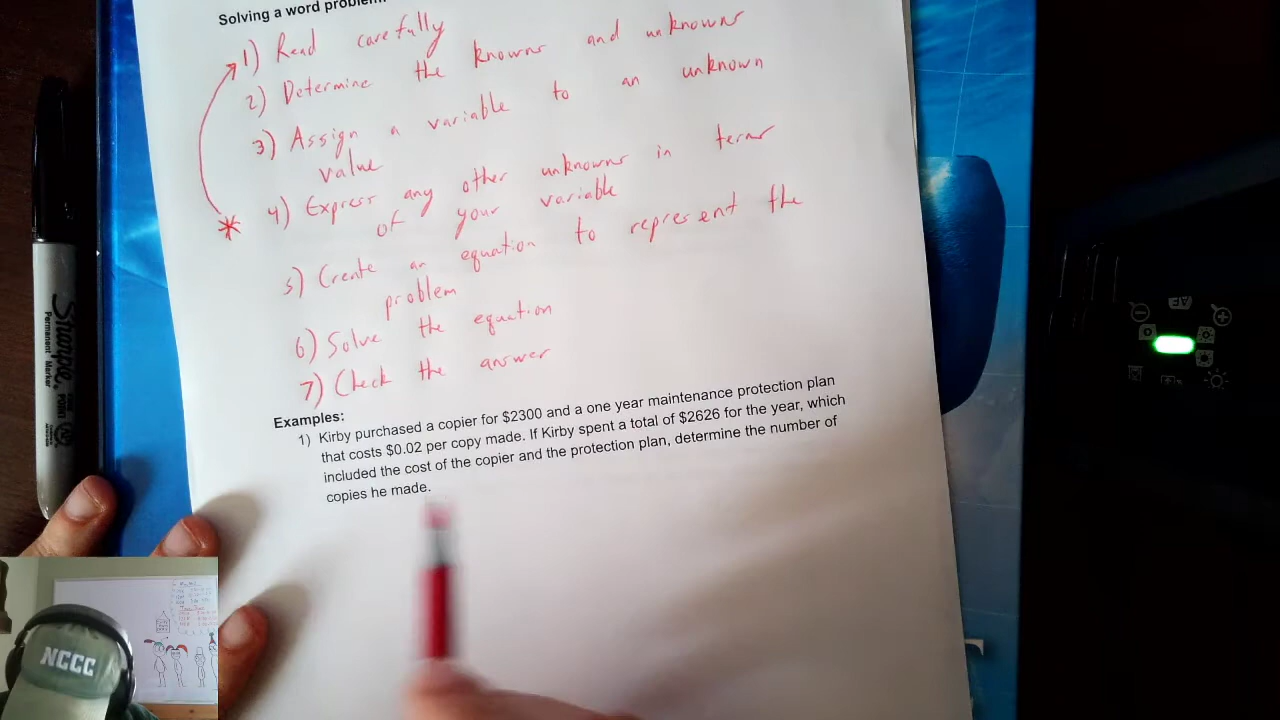 Solving a word problem
1) Read carefully
2) Determine the knowns and unknowns
3) Assign a variable to an unknown
value
* 4) Express any other unknowns in terms
of your variable
5) Create an equation to represent the
problem
6) Solve the equation
7) Check the answer
Examples:
1) Kirby purchased a copier for $2300 and a one year maintenance protection plan
that costs $0.02 per copy made. If Kirby spent a total of $2626 for the year, which
included the cost of the copier and the protection plan, determine the number of
copies he made.
Sharpie
Permanent Marker
NCCC
AF